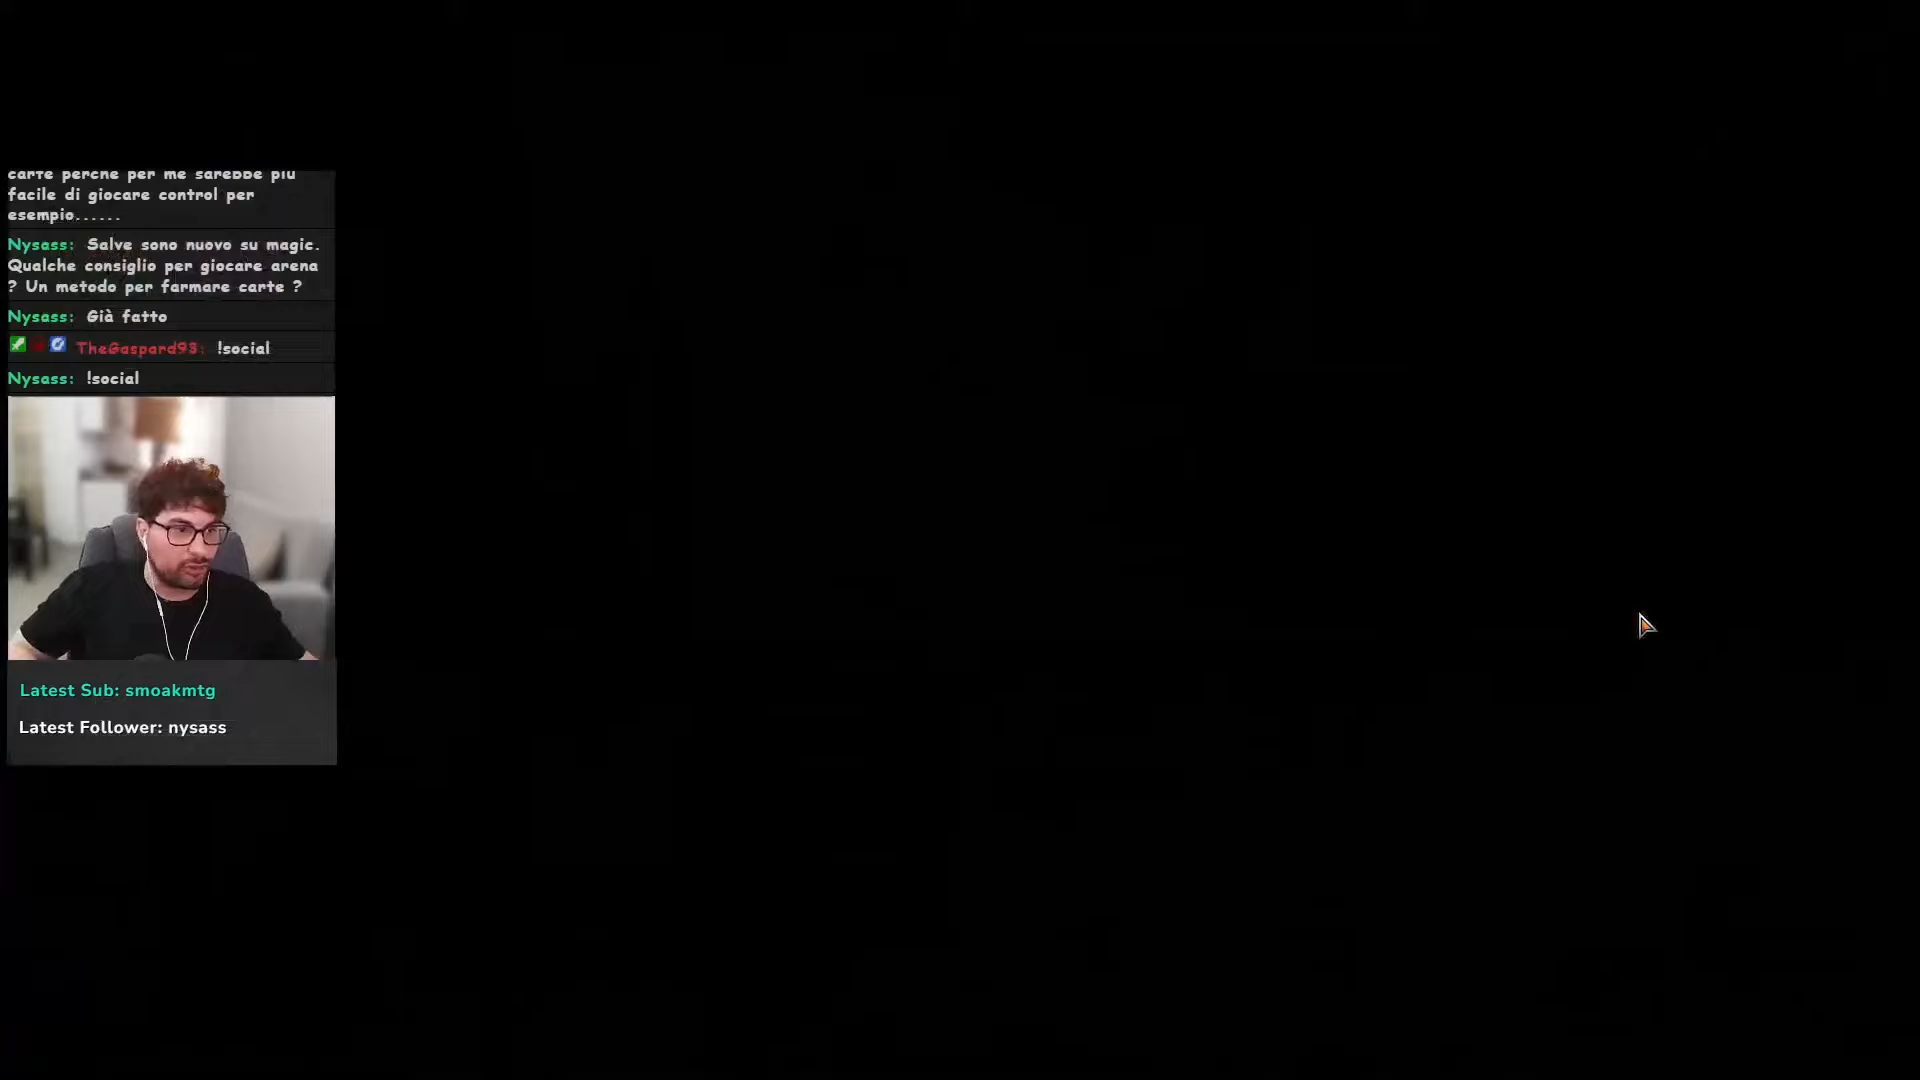 carte perche per me sarebbe più
facile di giocare control per
esempio......
Nysass: Salve sono nuovo su magic.
Qualche consiglio per giocare arena
? Un metodo per farmare carte ?
Nysass: Già fatto
TheGaspard93: !social
Nysass: !social
Latest Sub: smoakmtg
Latest Follower: nysass